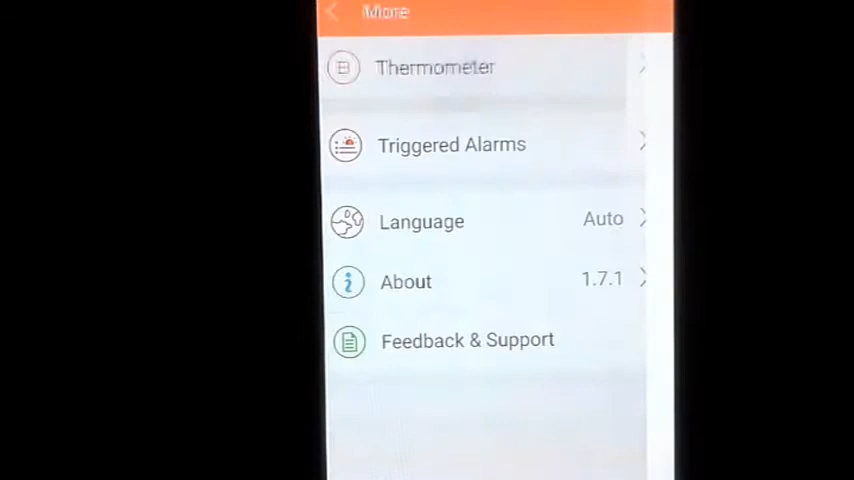 More
Thermometer
Triggered Alarms
Language Auto
About 1.7.1
Feedback & Support